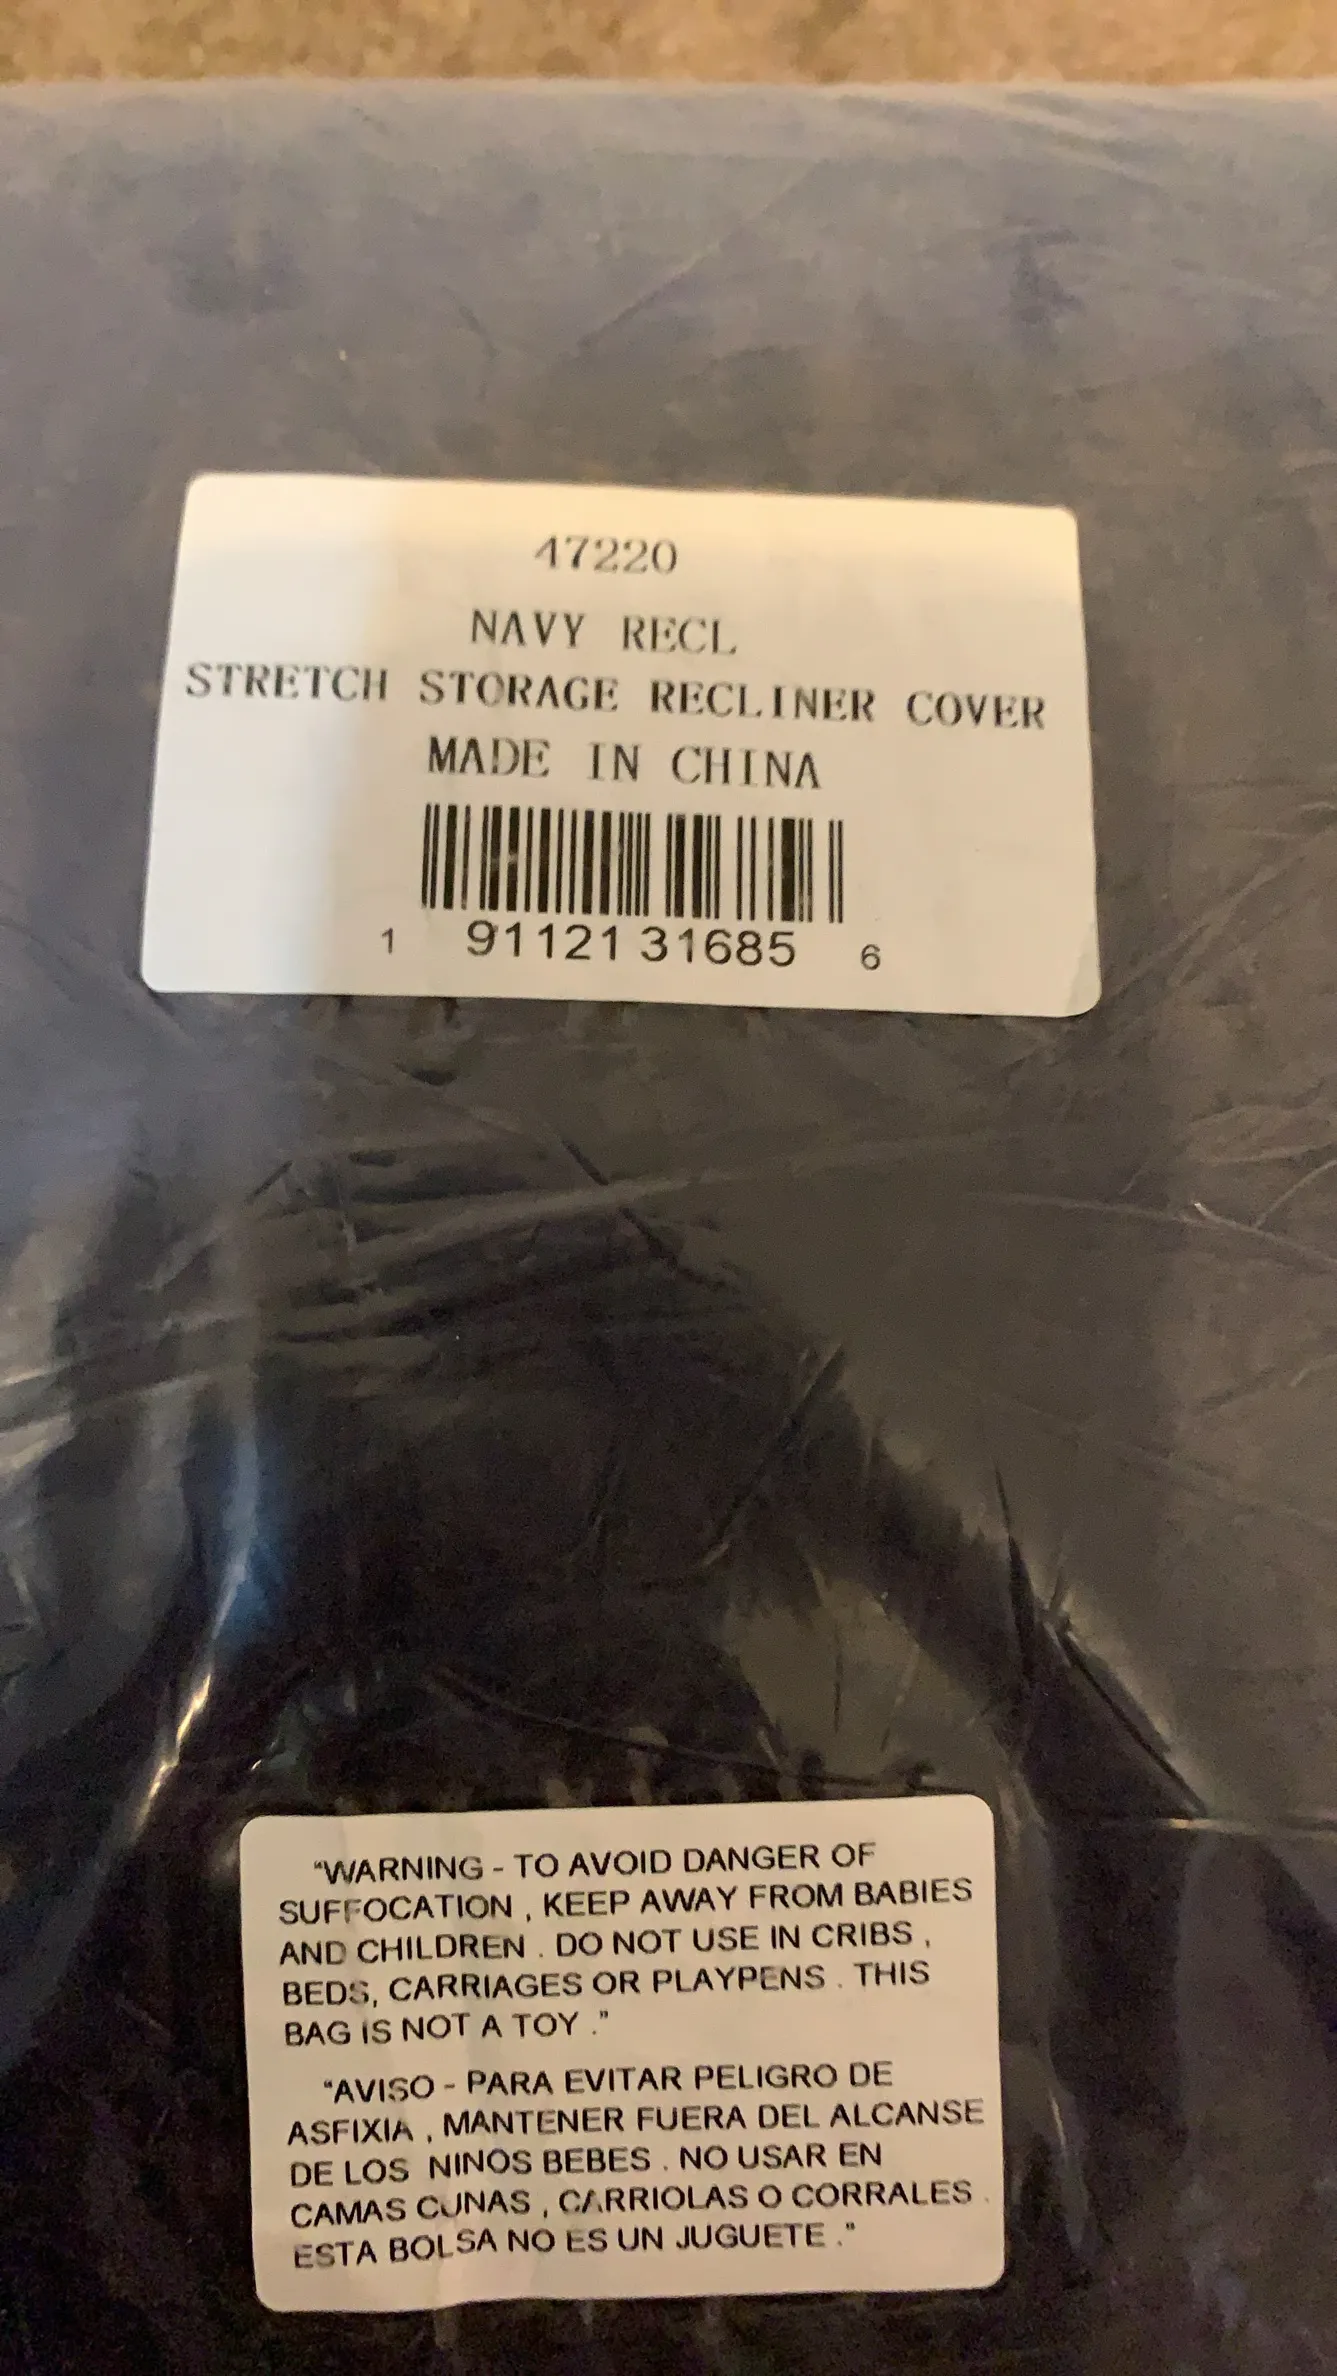 47220
NAVY RECL
STRETCH STORAGE RECLINER COVER
MADE IN CHINA
1 91121 31685 6
"WARNING - TO AVOID DANGER OF
SUFFOCATION , KEEP AWAY FROM BABIES
AND CHILDREN . DO NOT USE IN CRIBS ,
BEDS, CARRIAGES OR PLAYPENS . THIS
BAG IS NOT A TOY ."
"AVISO - PARA EVITAR PELIGRO DE
ASFIXIA , MANTENER FUERA DEL ALCANSE
DE LOS NINOS BEBES . NO USAR EN
CAMAS CUNAS , CARRIOLAS O CORRALES .
ESTA BOLSA NO ES UN JUGUETE ."